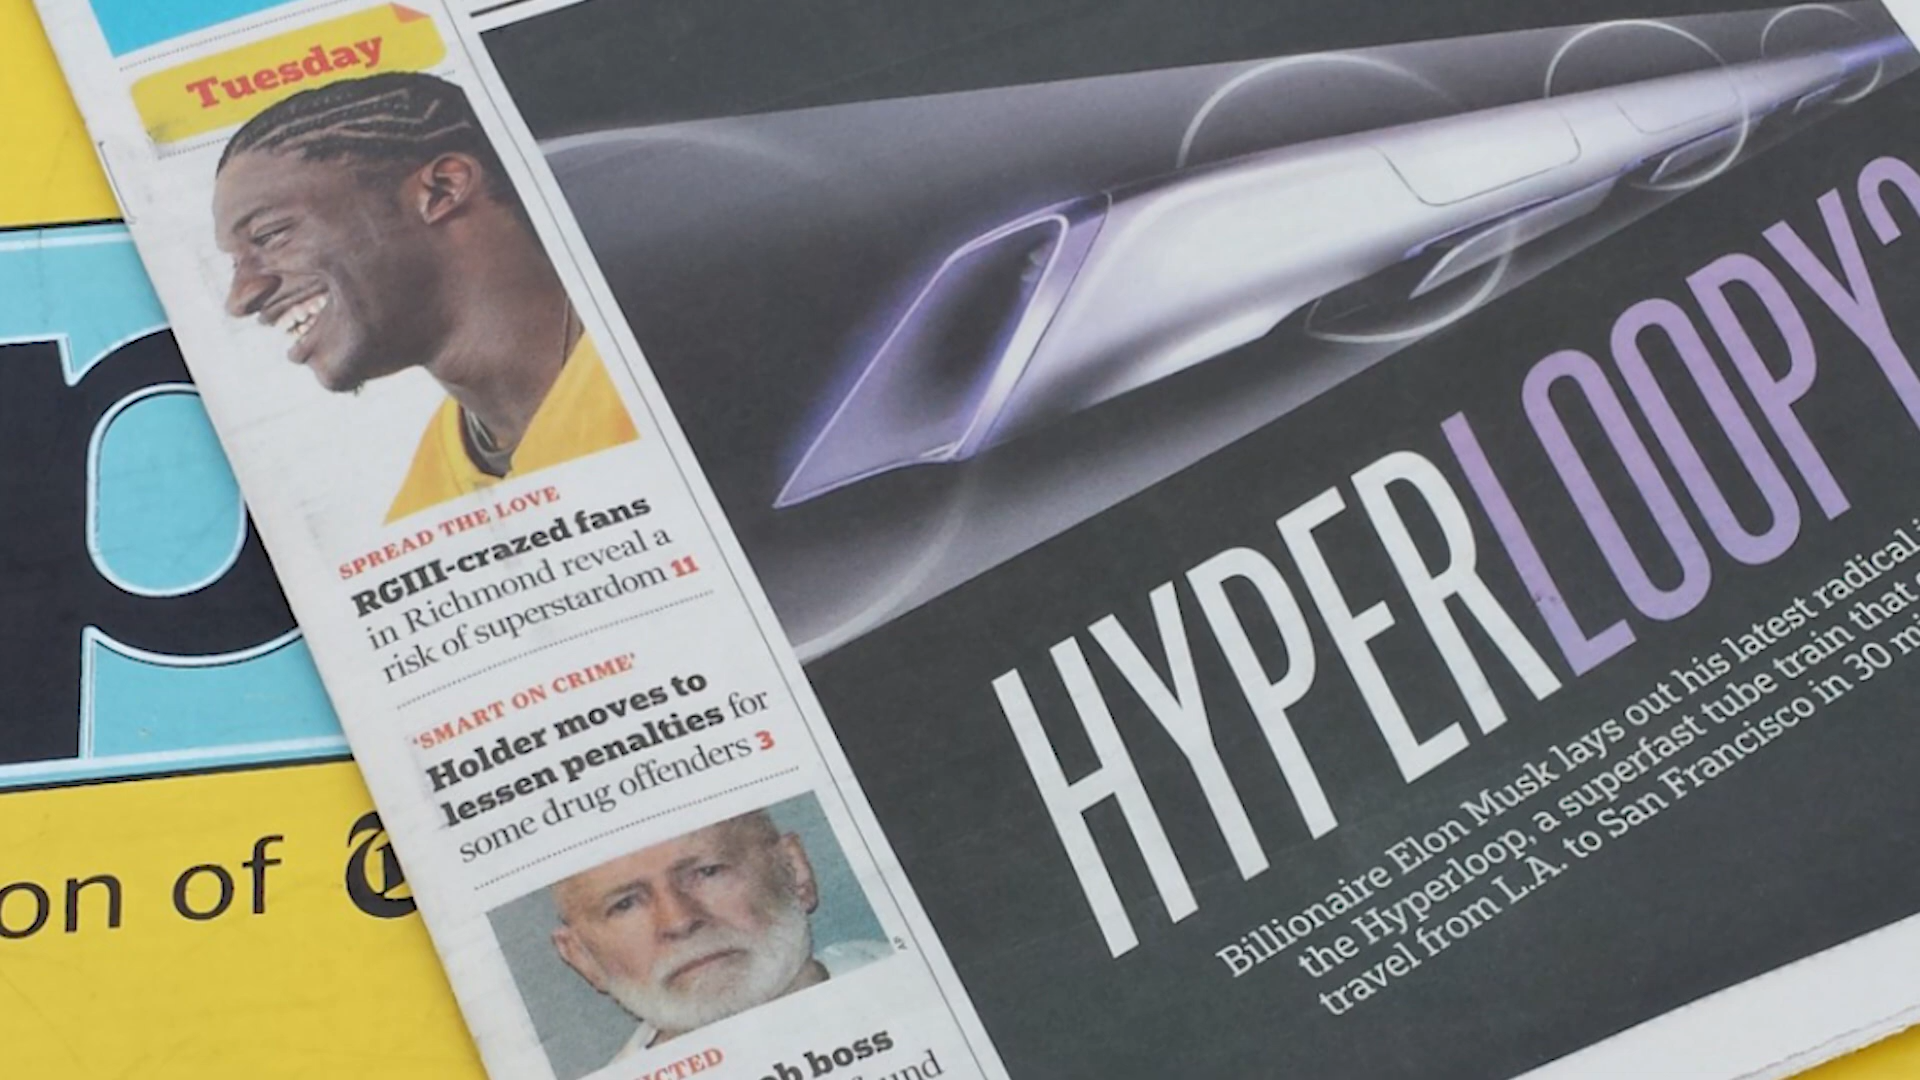 Tuesday
SPREAD THE LOVE
RGIII-crazed fans
in Richmond reveal a
risk of superstardom 11
'SMART ON CRIME'
Holder moves to
lessen penalties for
some drug offenders 3
AP
boss
HYPERLOOPY?
Billionaire Elon Musk lays out his latest radical
the Hyperloop, a superfast tube train that
travel from L.A. to San Francisco in 30
p
on of